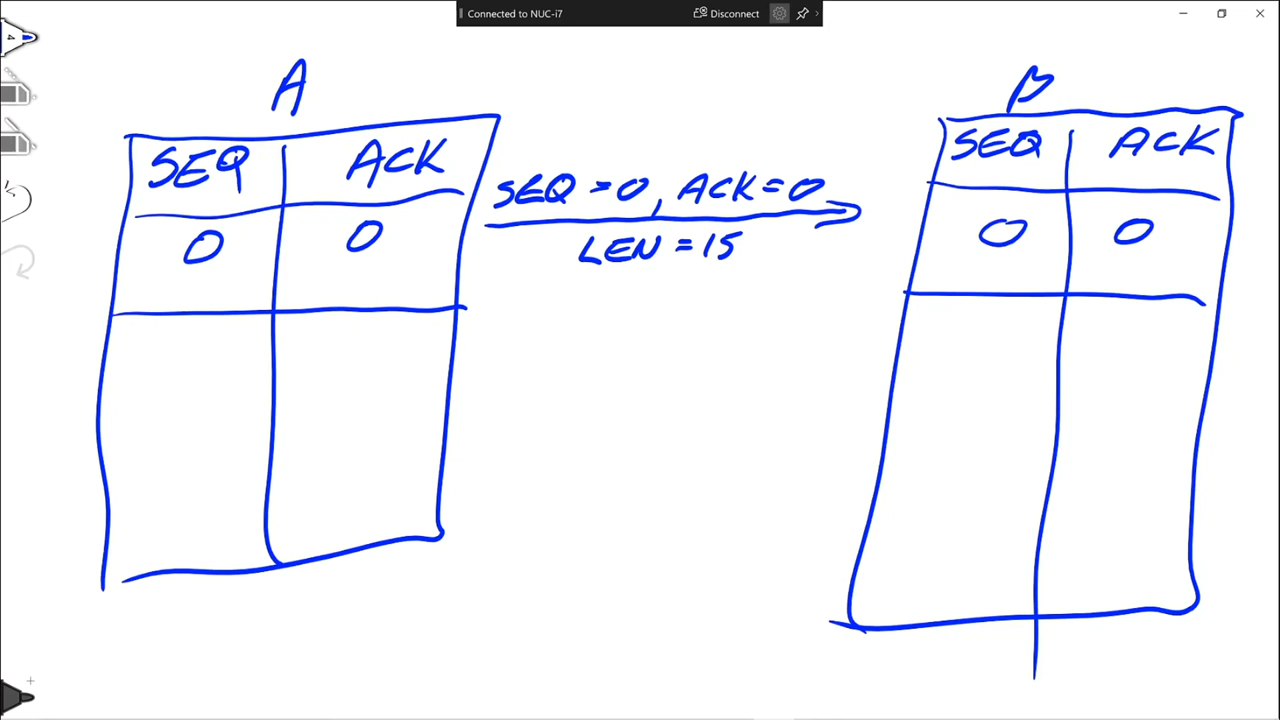 Connected to NUC-i7 Disconnect
4
A
B
SEQ ACK
SEQ = 0, ACK = 0
LEN = 15
SEQ ACK
0 0
0 0